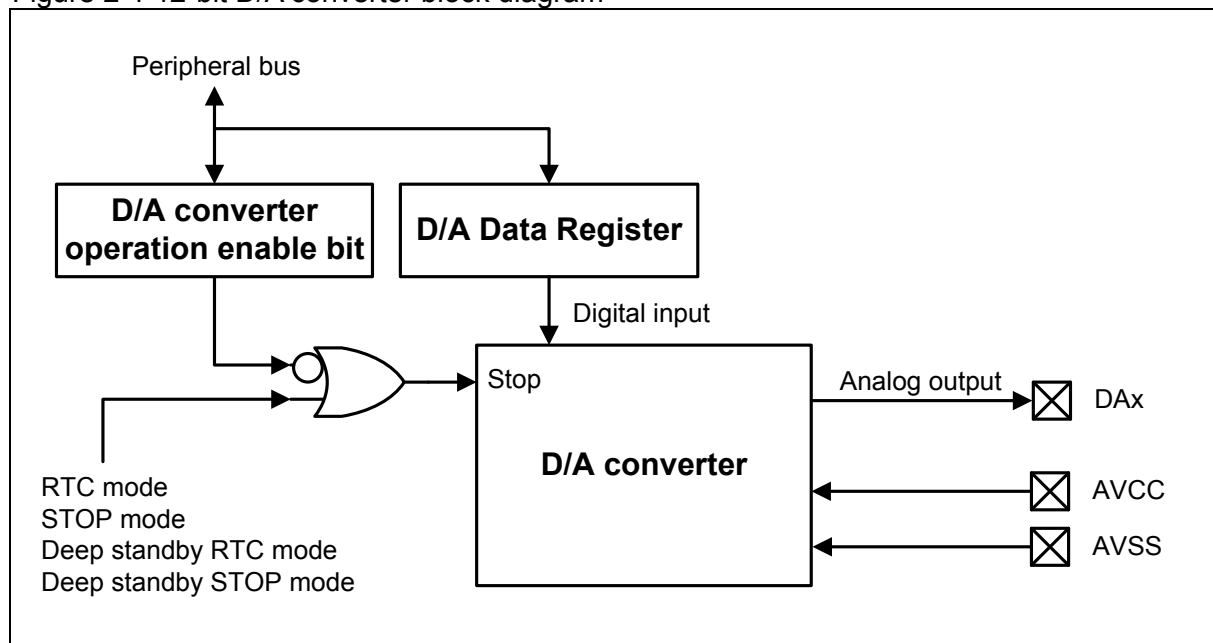 Figure 2-1 12-bit D/A converter block diagram
Peripheral bus
D/A converter
operation enable bit
D/A Data Register
Digital input
Stop
Analog output
DAx
D/A converter
AVCC
AVSS
RTC mode
STOP mode
Deep standby RTC mode
Deep standby STOP mode